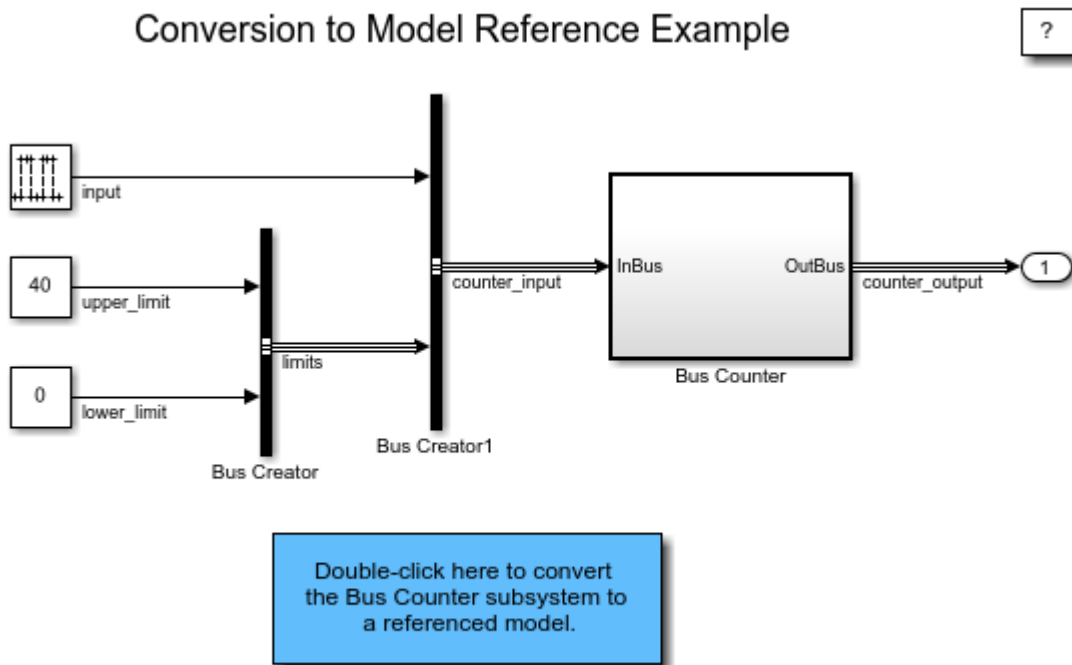 Conversion to Model Reference Example
?
input
40
upper_limit
0
lower_limit
limits
Bus Creator
Bus Creator1
counter_input
InBus
OutBus
Bus Counter
counter_output
1
Double-click here to convert
the Bus Counter subsystem to
a referenced model.